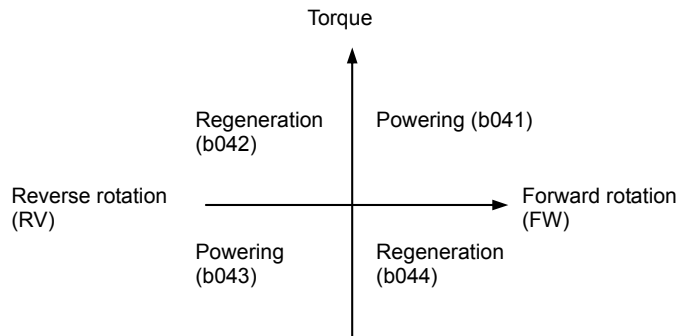 Torque
Regeneration
(b042)
Powering (b041)
Reverse rotation
(RV)
Forward rotation
(FW)
Powering
(b043)
Regeneration
(b044)